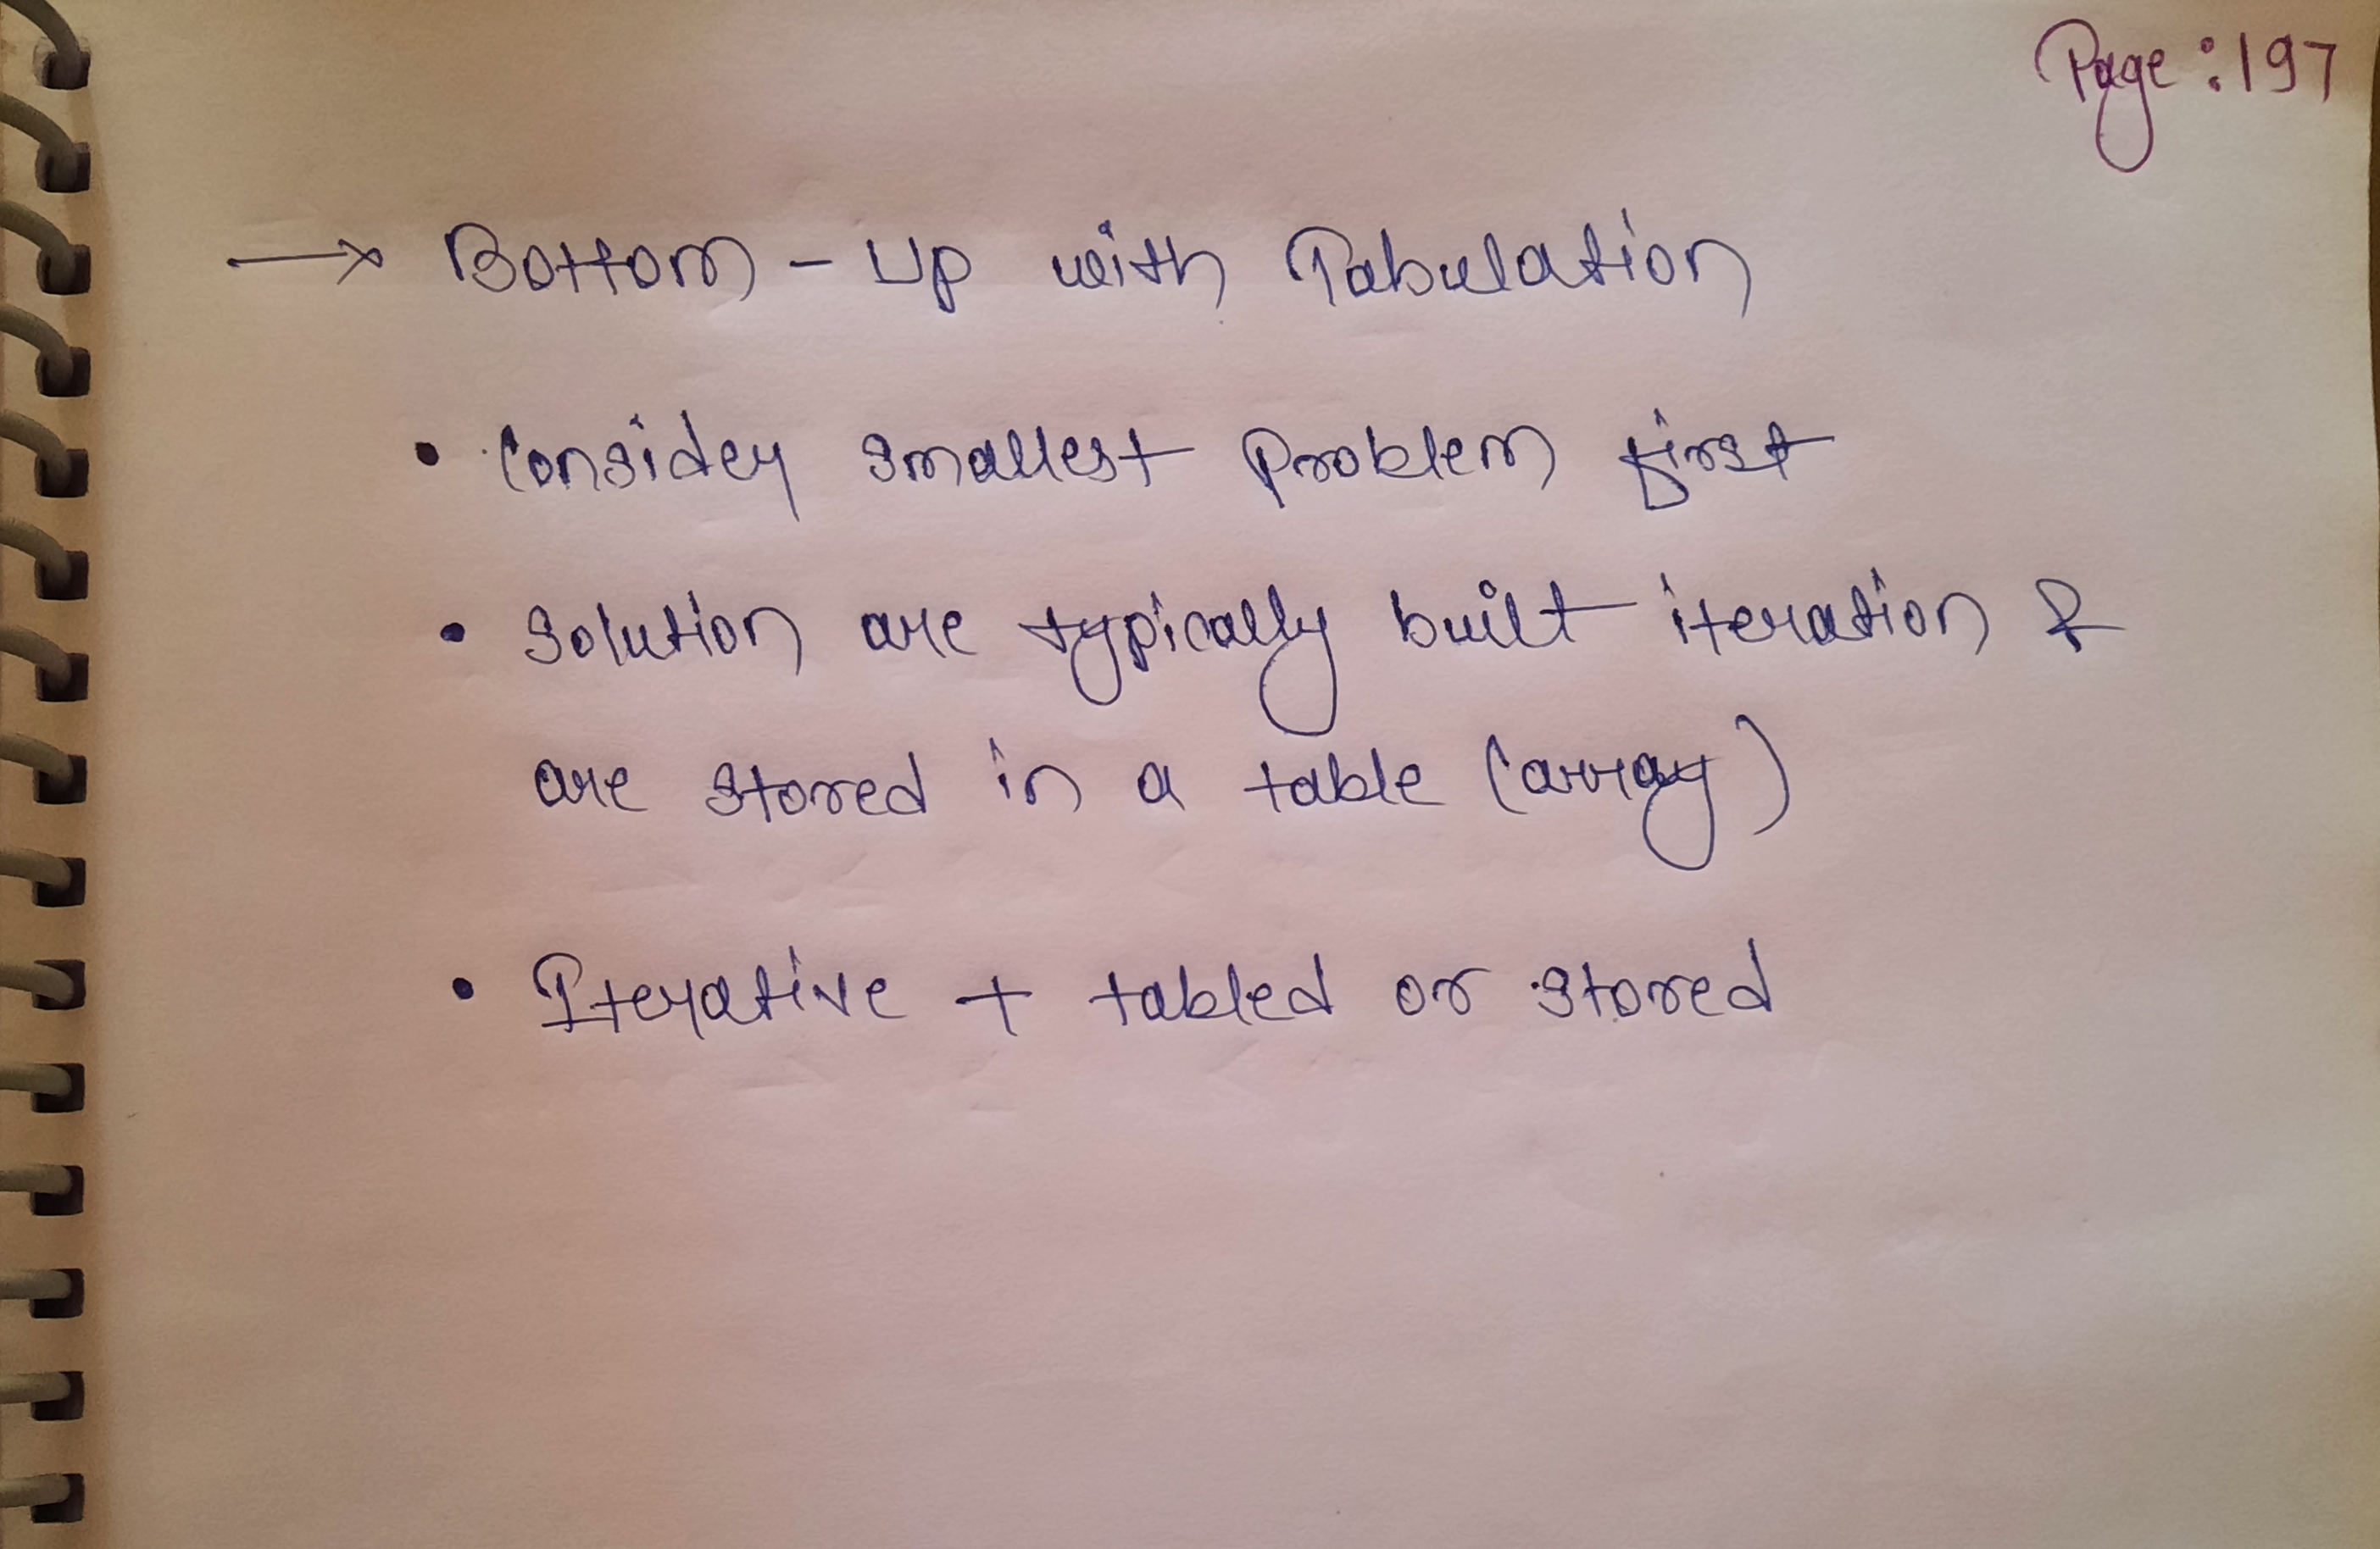 Page : 197
→ Bottom - Up with Tabulation
• Consider smallest Problem first
• Solution are typically built iteration &
are stored in a table (array)
• Iterative + tabled or stored